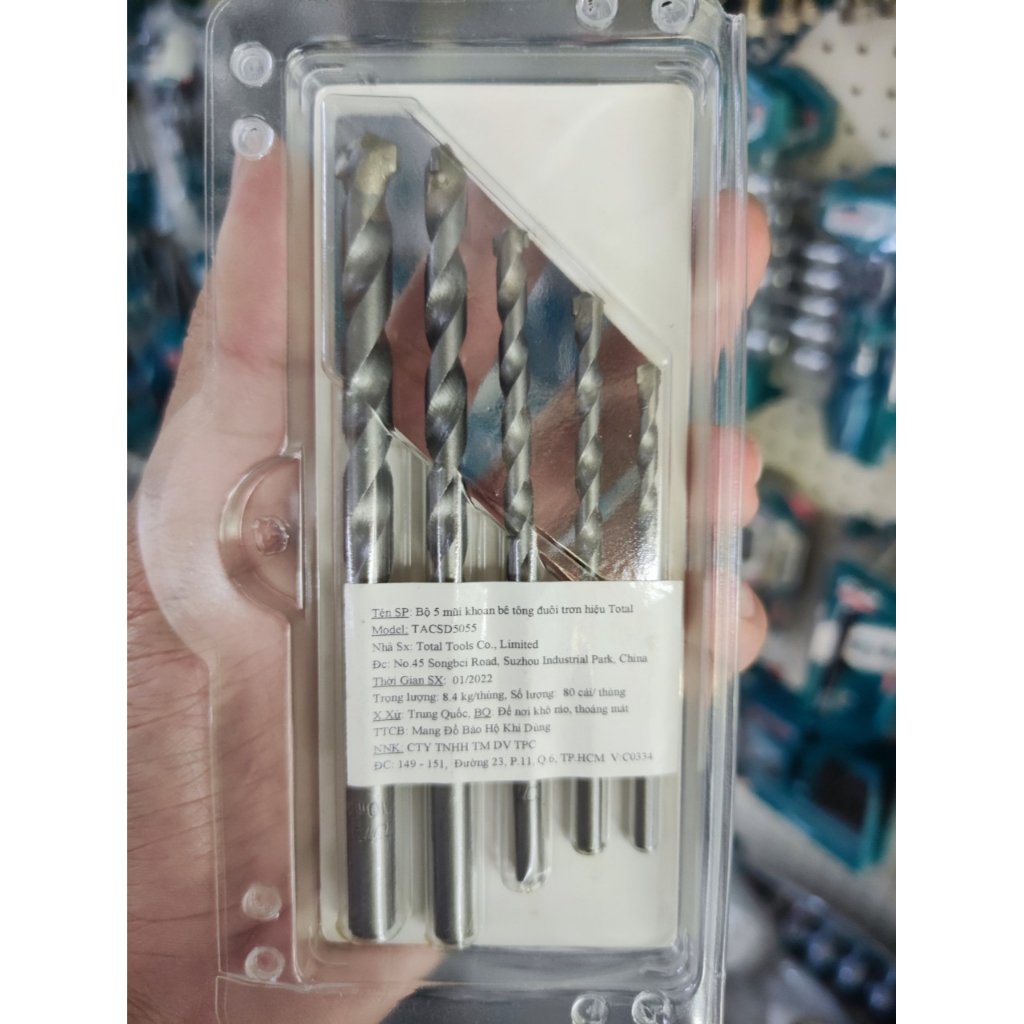 Tên SP: Bộ 5 mũi khoan bê tông đuôi trơn hiệu Total
Model: TACSD5055
Nhà Sx: Total Tools Co., Limited
Đc: No.45 Songbei Road, Suzhou Industrial Park, China
Thời Gian SX: 01/2022
Trọng lượng: 8.4 kg/thùng, Số lượng: 80 cái/ thùng
X Xứ: Trung Quốc, BQ: Để nơi khô ráo, thoáng mát
TTCB: Mang Đồ Bảo Hộ Khi Dùng
NNK: CTY TNHH TM DV TPC
ĐC: 149 - 151, Đường 23, P.11, Q.6, TP.HCM V:C0334